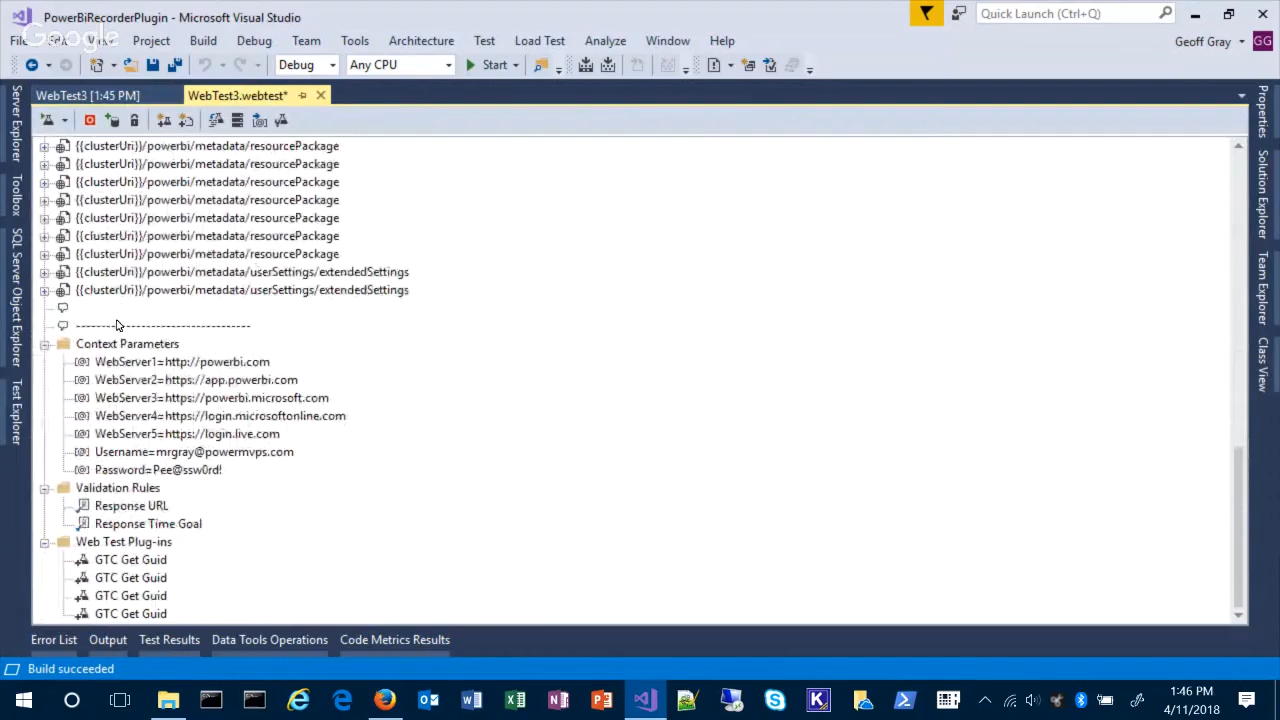 PowerBiRecorderPlugin - Microsoft Visual Studio
Quick Launch (Ctrl+Q)
Google
File Edit View Project Build Debug Team Tools Architecture Test Load Test Analyze Window Help
Geoff Gray GG
Debug Any CPU Start
WebTest3 [1:45 PM] WebTest3.webtest*
{{clusterUri}}/powerbi/metadata/resourcePackage
{{clusterUri}}/powerbi/metadata/resourcePackage
{{clusterUri}}/powerbi/metadata/resourcePackage
{{clusterUri}}/powerbi/metadata/resourcePackage
{{clusterUri}}/powerbi/metadata/resourcePackage
{{clusterUri}}/powerbi/metadata/resourcePackage
{{clusterUri}}/powerbi/metadata/resourcePackage
{{clusterUri}}/powerbi/metadata/userSettings/extendedSettings
{{clusterUri}}/powerbi/metadata/userSettings/extendedSettings
-----------------------------------
Context Parameters
WebServer1=http://powerbi.com
WebServer2=https://app.powerbi.com
WebServer3=https://powerbi.microsoft.com
WebServer4=https://login.microsoftonline.com
WebServer5=https://login.live.com
Username=mrgray@powermvps.com
Password=Pee@ssw0rd!
Validation Rules
Response URL
Response Time Goal
Web Test Plug-ins
GTC Get Guid
GTC Get Guid
GTC Get Guid
GTC Get Guid
Server Explorer
Toolbox
SQL Server Object Explorer
Test Explorer
Properties
Solution Explorer
Team Explorer
Class View
Error List Output Test Results Data Tools Operations Code Metrics Results
Build succeeded
1:46 PM
4/11/2018